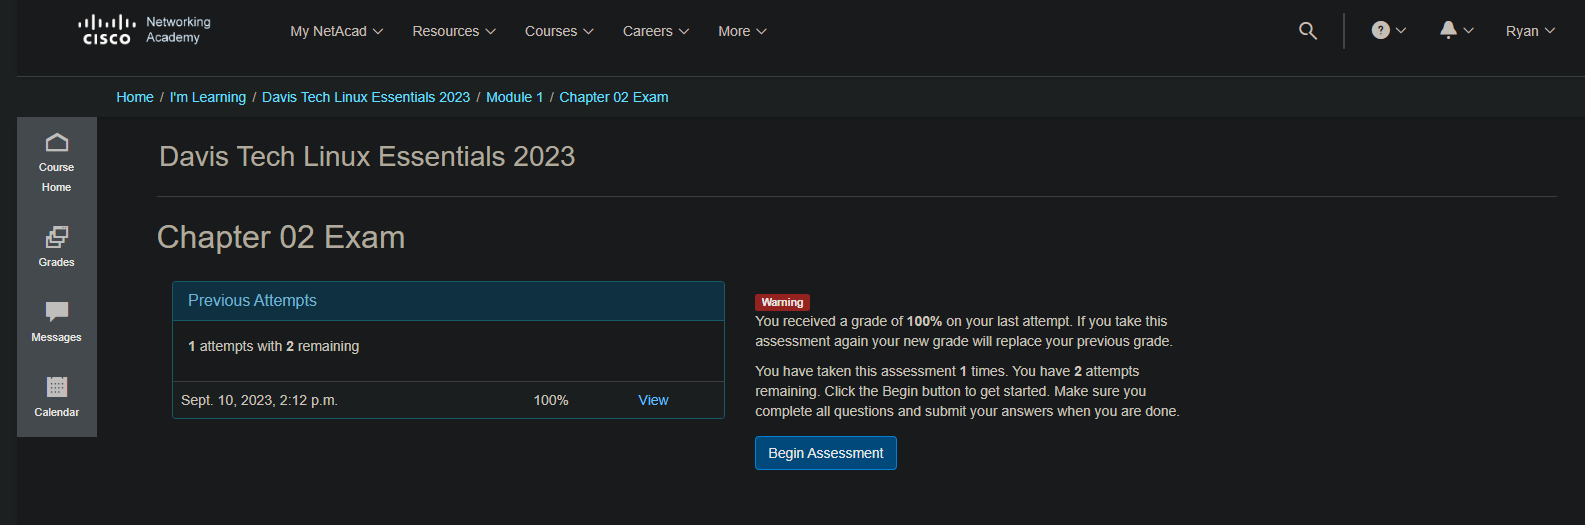 CISCO Networking Academy
My NetAcad Resources Courses Careers More ? Ryan
Home / I'm Learning / Davis Tech Linux Essentials 2023 / Module 1 / Chapter 02 Exam
Course
Home
Grades
Messages
Calendar
Davis Tech Linux Essentials 2023
Chapter 02 Exam
Previous Attempts
1 attempts with 2 remaining
Sept. 10, 2023, 2:12 p.m. 100% View
Warning
You received a grade of 100% on your last attempt. If you take this
assessment again your new grade will replace your previous grade.
You have taken this assessment 1 times. You have 2 attempts
remaining. Click the Begin button to get started. Make sure you
complete all questions and submit your answers when you are done.
Begin Assessment